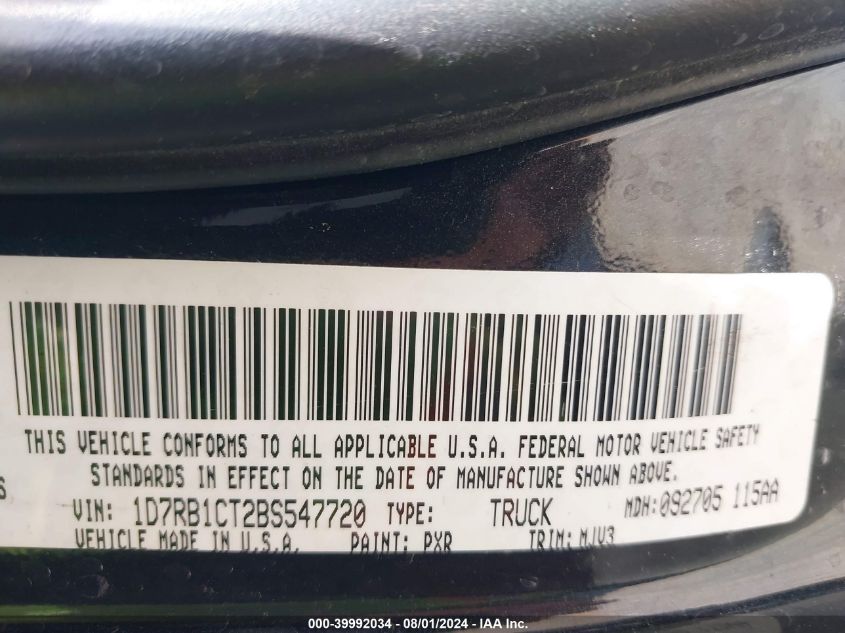 THIS VEHICLE CONFORMS TO ALL APPLICABLE U.S.A. FEDERAL MOTOR VEHICLE SAFETY
STANDARDS IN EFFECT ON THE DATE OF MANUFACTURE SHOWN ABOVE.
VIN: 1D7RB1CT2BS547720 TYPE: TRUCK MDH:092705 115AA
VEHICLE MADE IN U.S.A. PAINT: PXR TRIM: MJV3
000-39992034 - 08/01/2024 - IAA Inc.